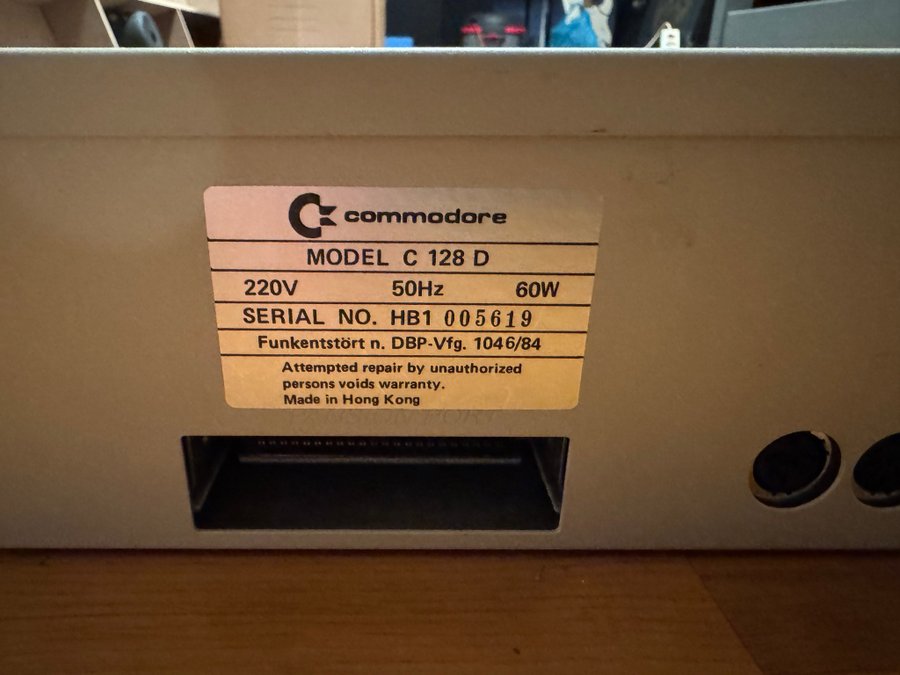 commodore
MODEL C 128 D
220V 50Hz 60W
SERIAL NO. HB1 005619
Funkentstört n. DBP-Vfg. 1046/84
Attempted repair by unauthorized
persons voids warranty.
Made in Hong Kong